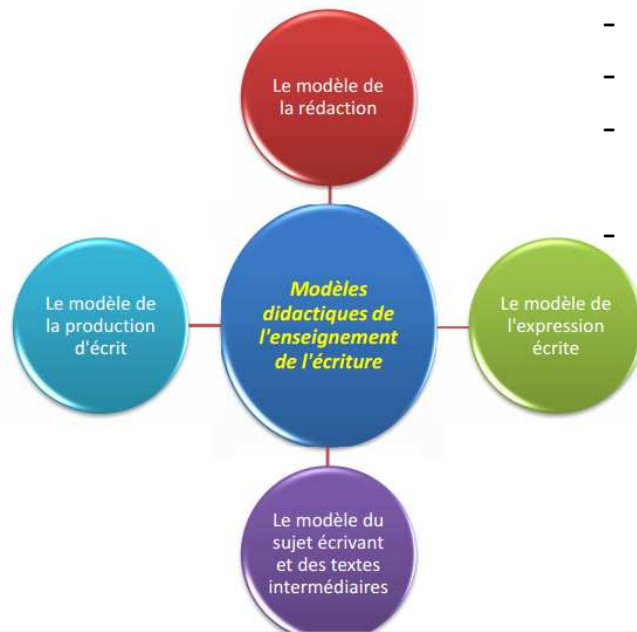 -
-
-
-
Le modèle de
la rédaction
Modèles
didactiques de
l'enseignement
de l'écriture
Le modèle de
la production
d'écrit
Le modèle de
l'expression
écrite
Le modèle du
sujet écrivant
et des textes
intermédiaires